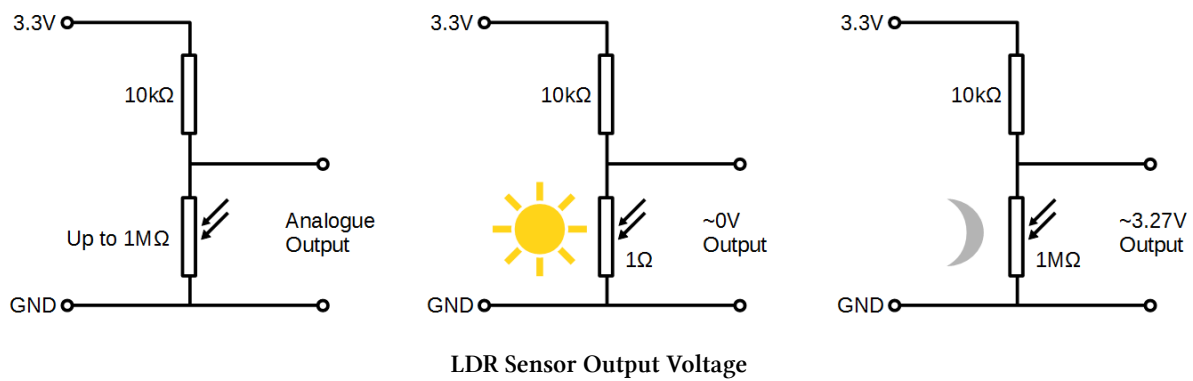 3.3V
10kΩ
Up to 1MΩ
Analogue
Output
GND
3.3V
10kΩ
~0V
Output
1Ω
GND
3.3V
10kΩ
~3.27V
Output
1MΩ
GND
LDR Sensor Output Voltage